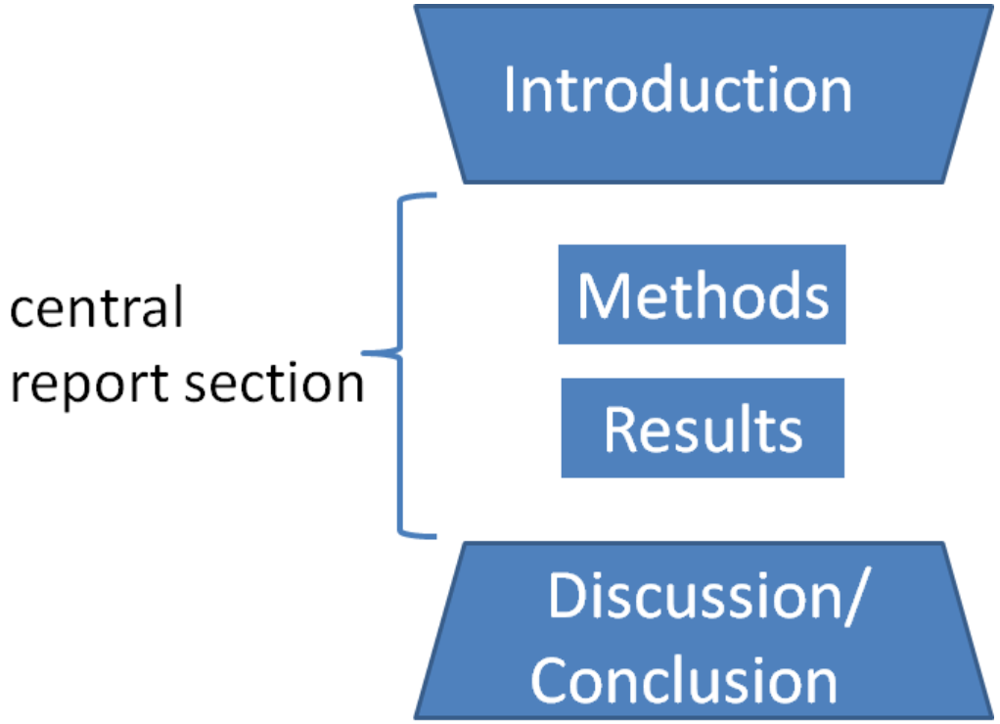 Introduction
central
report section
Methods
Results
Discussion/
Conclusion